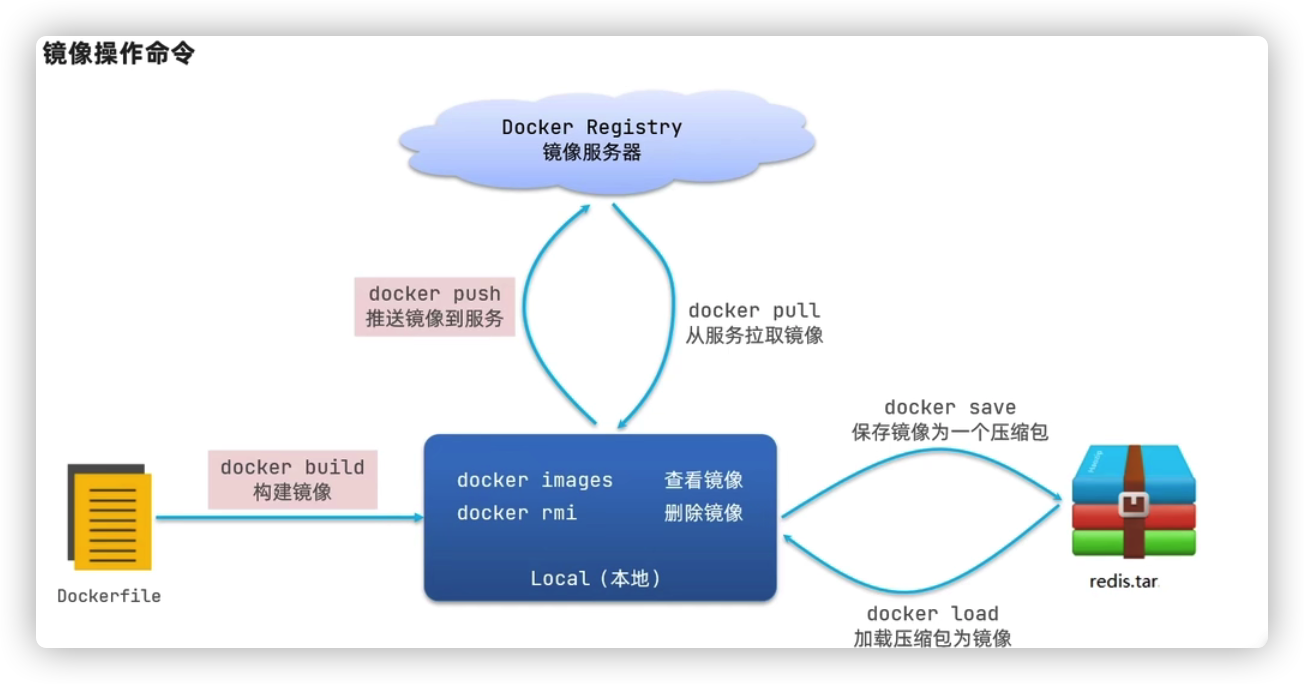 镜像操作命令
Docker Registry
镜像服务器
docker push
推送镜像到服务
docker pull
从服务拉取镜像
docker save
保存镜像为一个压缩包
docker build
构建镜像
docker images 查看镜像
docker rmi 删除镜像
Local（本地）
Dockerfile
redis.tar
docker load
加载压缩包为镜像